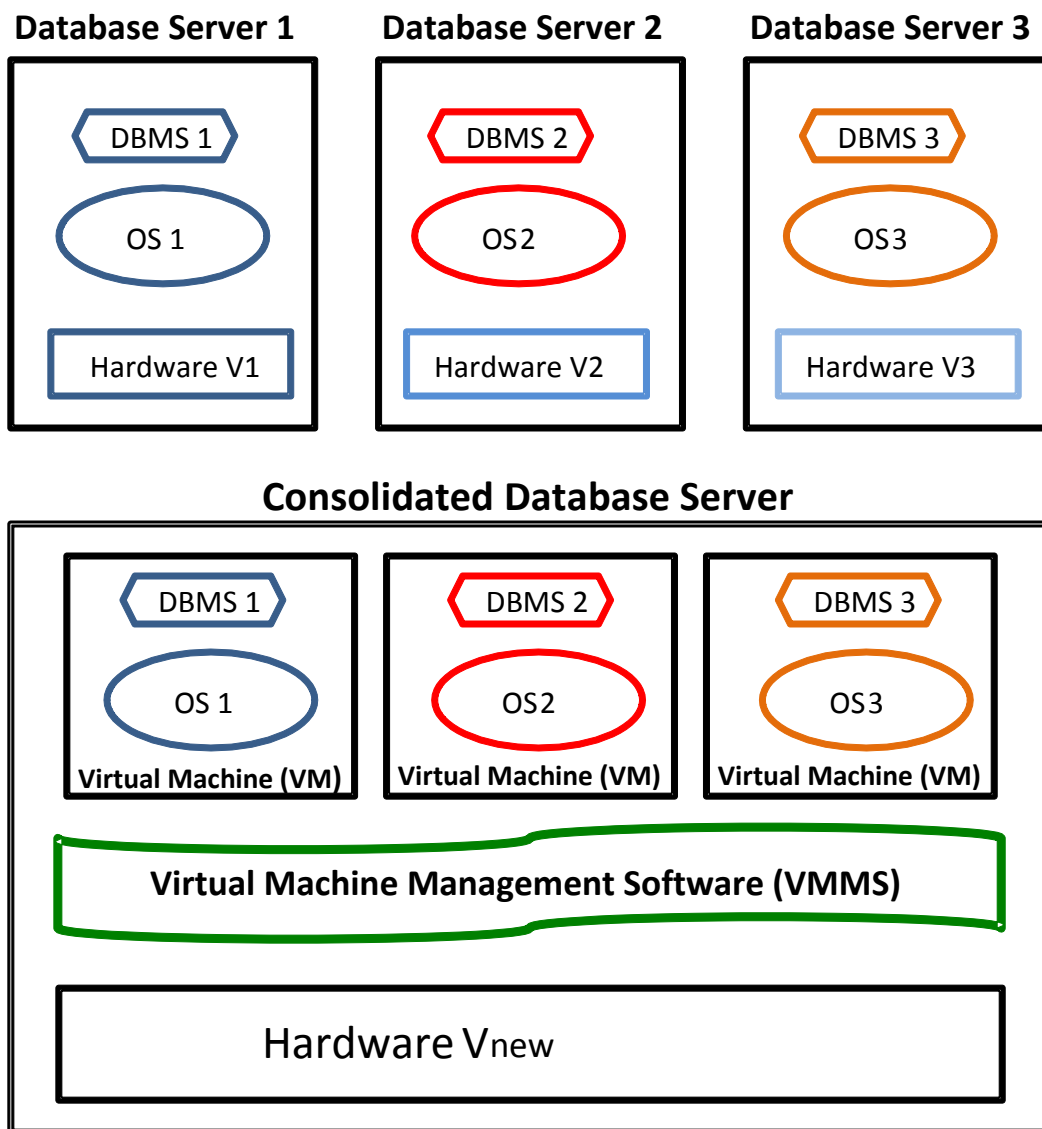 Database Server 1
Database Server 2
Database Server 3
DBMS 1
DBMS 2
DBMS 3
OS 1
OS2
OS3
Hardware V1
Hardware V2
Hardware V3
Consolidated Database Server
DBMS 1
DBMS 2
DBMS 3
OS 1
OS2
OS3
Virtual Machine (VM)
Virtual Machine (VM)
Virtual Machine (VM)
Virtual Machine Management Software (VMMS)
Hardware Vnew